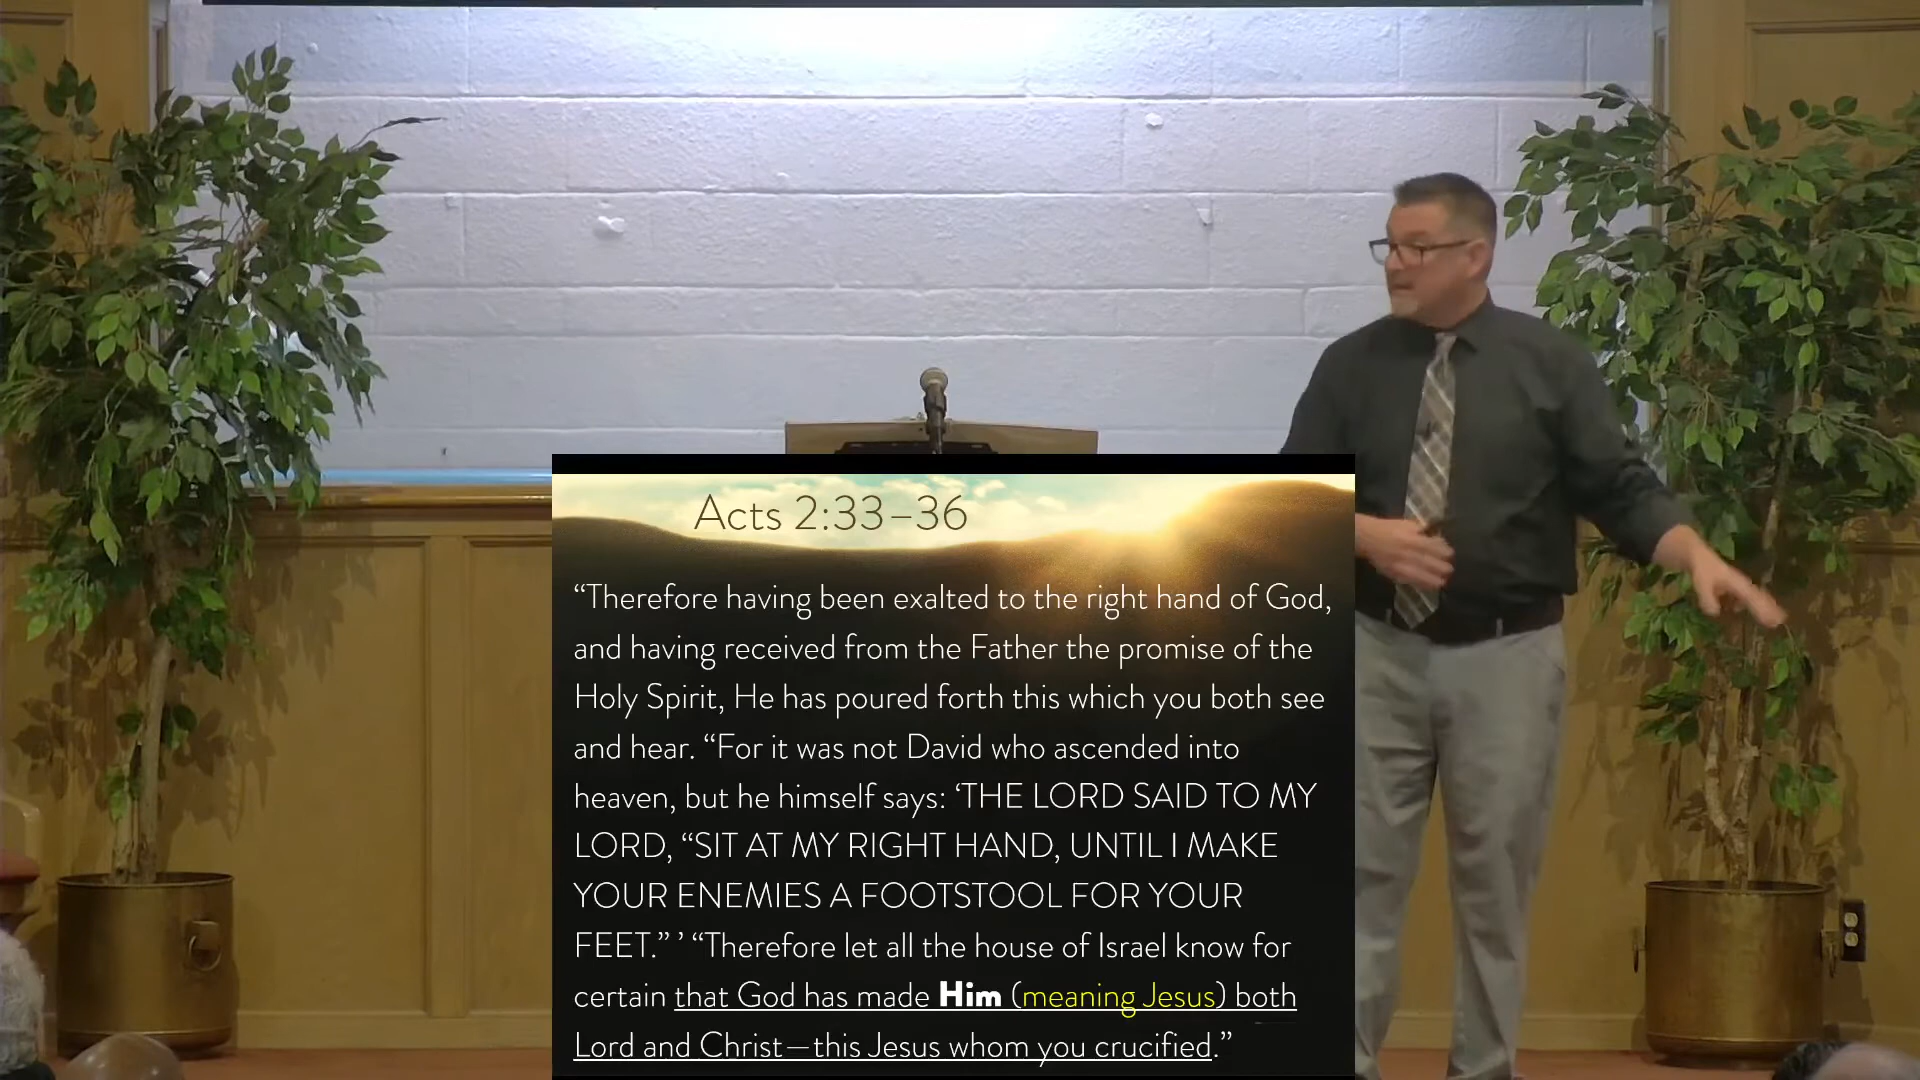 Acts 2:33–36
“Therefore having been exalted to the right hand of God,
and having received from the Father the promise of the
Holy Spirit, He has poured forth this which you both see
and hear. “For it was not David who ascended into
heaven, but he himself says: ‘THE LORD SAID TO MY
LORD, “SIT AT MY RIGHT HAND, UNTIL I MAKE
YOUR ENEMIES A FOOTSTOOL FOR YOUR
FEET.” ’ “Therefore let all the house of Israel know for
certain that God has made Him (meaning Jesus) both
Lord and Christ—this Jesus whom you crucified.”